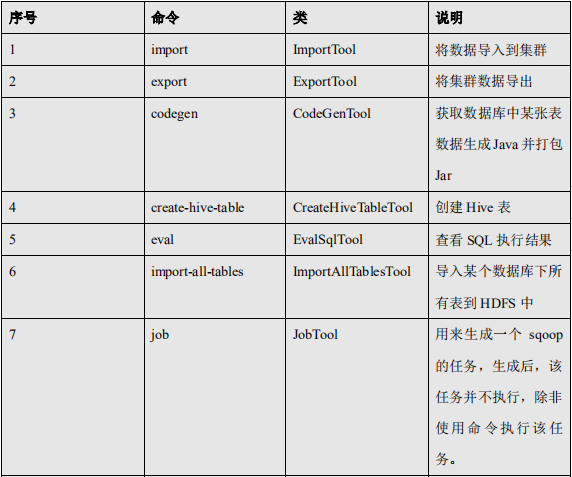 序号 命令 类 说明
1 import ImportTool 将数据导入到集群
2 export ExportTool 将集群数据导出
3 codegen CodeGenTool 获取数据库中某张表
数据生成 Java 并打包
Jar
4 create-hive-table CreateHiveTableTool 创建 Hive 表
5 eval EvalSqlTool 查看 SQL 执行结果
6 import-all-tables ImportAllTablesTool 导入某个数据库下所
有表到 HDFS 中
7 job JobTool 用来生成一个 sqoop
的任务，生成后，该
任务并不执行，除非
使用命令执行该任
务。